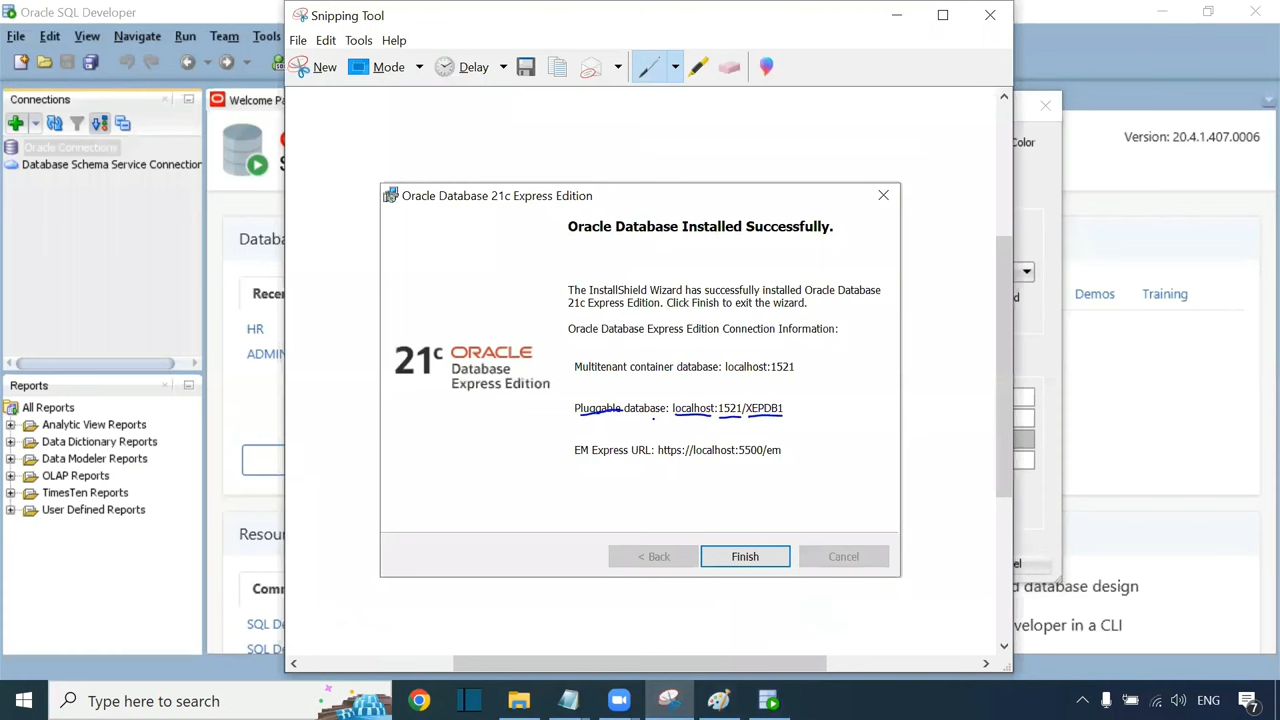 Oracle SQL Developer
File Edit View Navigate Run Team Tools
Connections
Oracle Connections
Database Schema Service Connection
Reports
All Reports
Analytic View Reports
Data Dictionary Reports
Data Modeler Reports
OLAP Reports
TimesTen Reports
User Defined Reports
Welcome Pa
Version: 20.4.1.407.0006
Datab
Recen
HR
ADMIN
Demos Training
Resou
Comm
SQL De
SQL D
Color
d
el
d database design
veloper in a CLI
Snipping Tool
File Edit Tools Help
New Mode Delay
Oracle Database 21c Express Edition
Oracle Database Installed Successfully.
The InstallShield Wizard has successfully installed Oracle Database
21c Express Edition. Click Finish to exit the wizard.
Oracle Database Express Edition Connection Information:
Multitenant container database: localhost:1521
Pluggable database: localhost:1521/XEPDB1
EM Express URL: https://localhost:5500/em
21c ORACLE
Database
Express Edition
< Back Finish Cancel
Type here to search
ENG
7